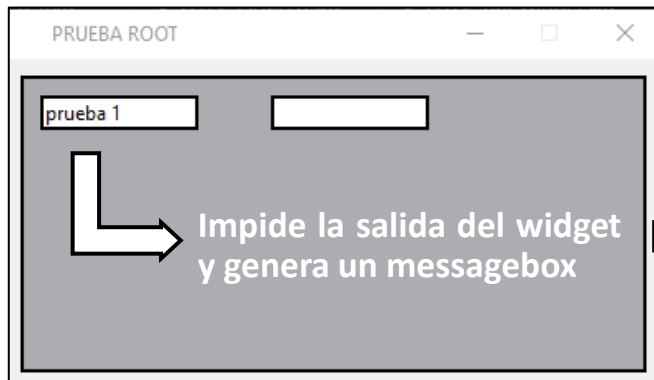 PRUEBA ROOT
prueba 1
Impide la salida del widget
y genera un messagebox